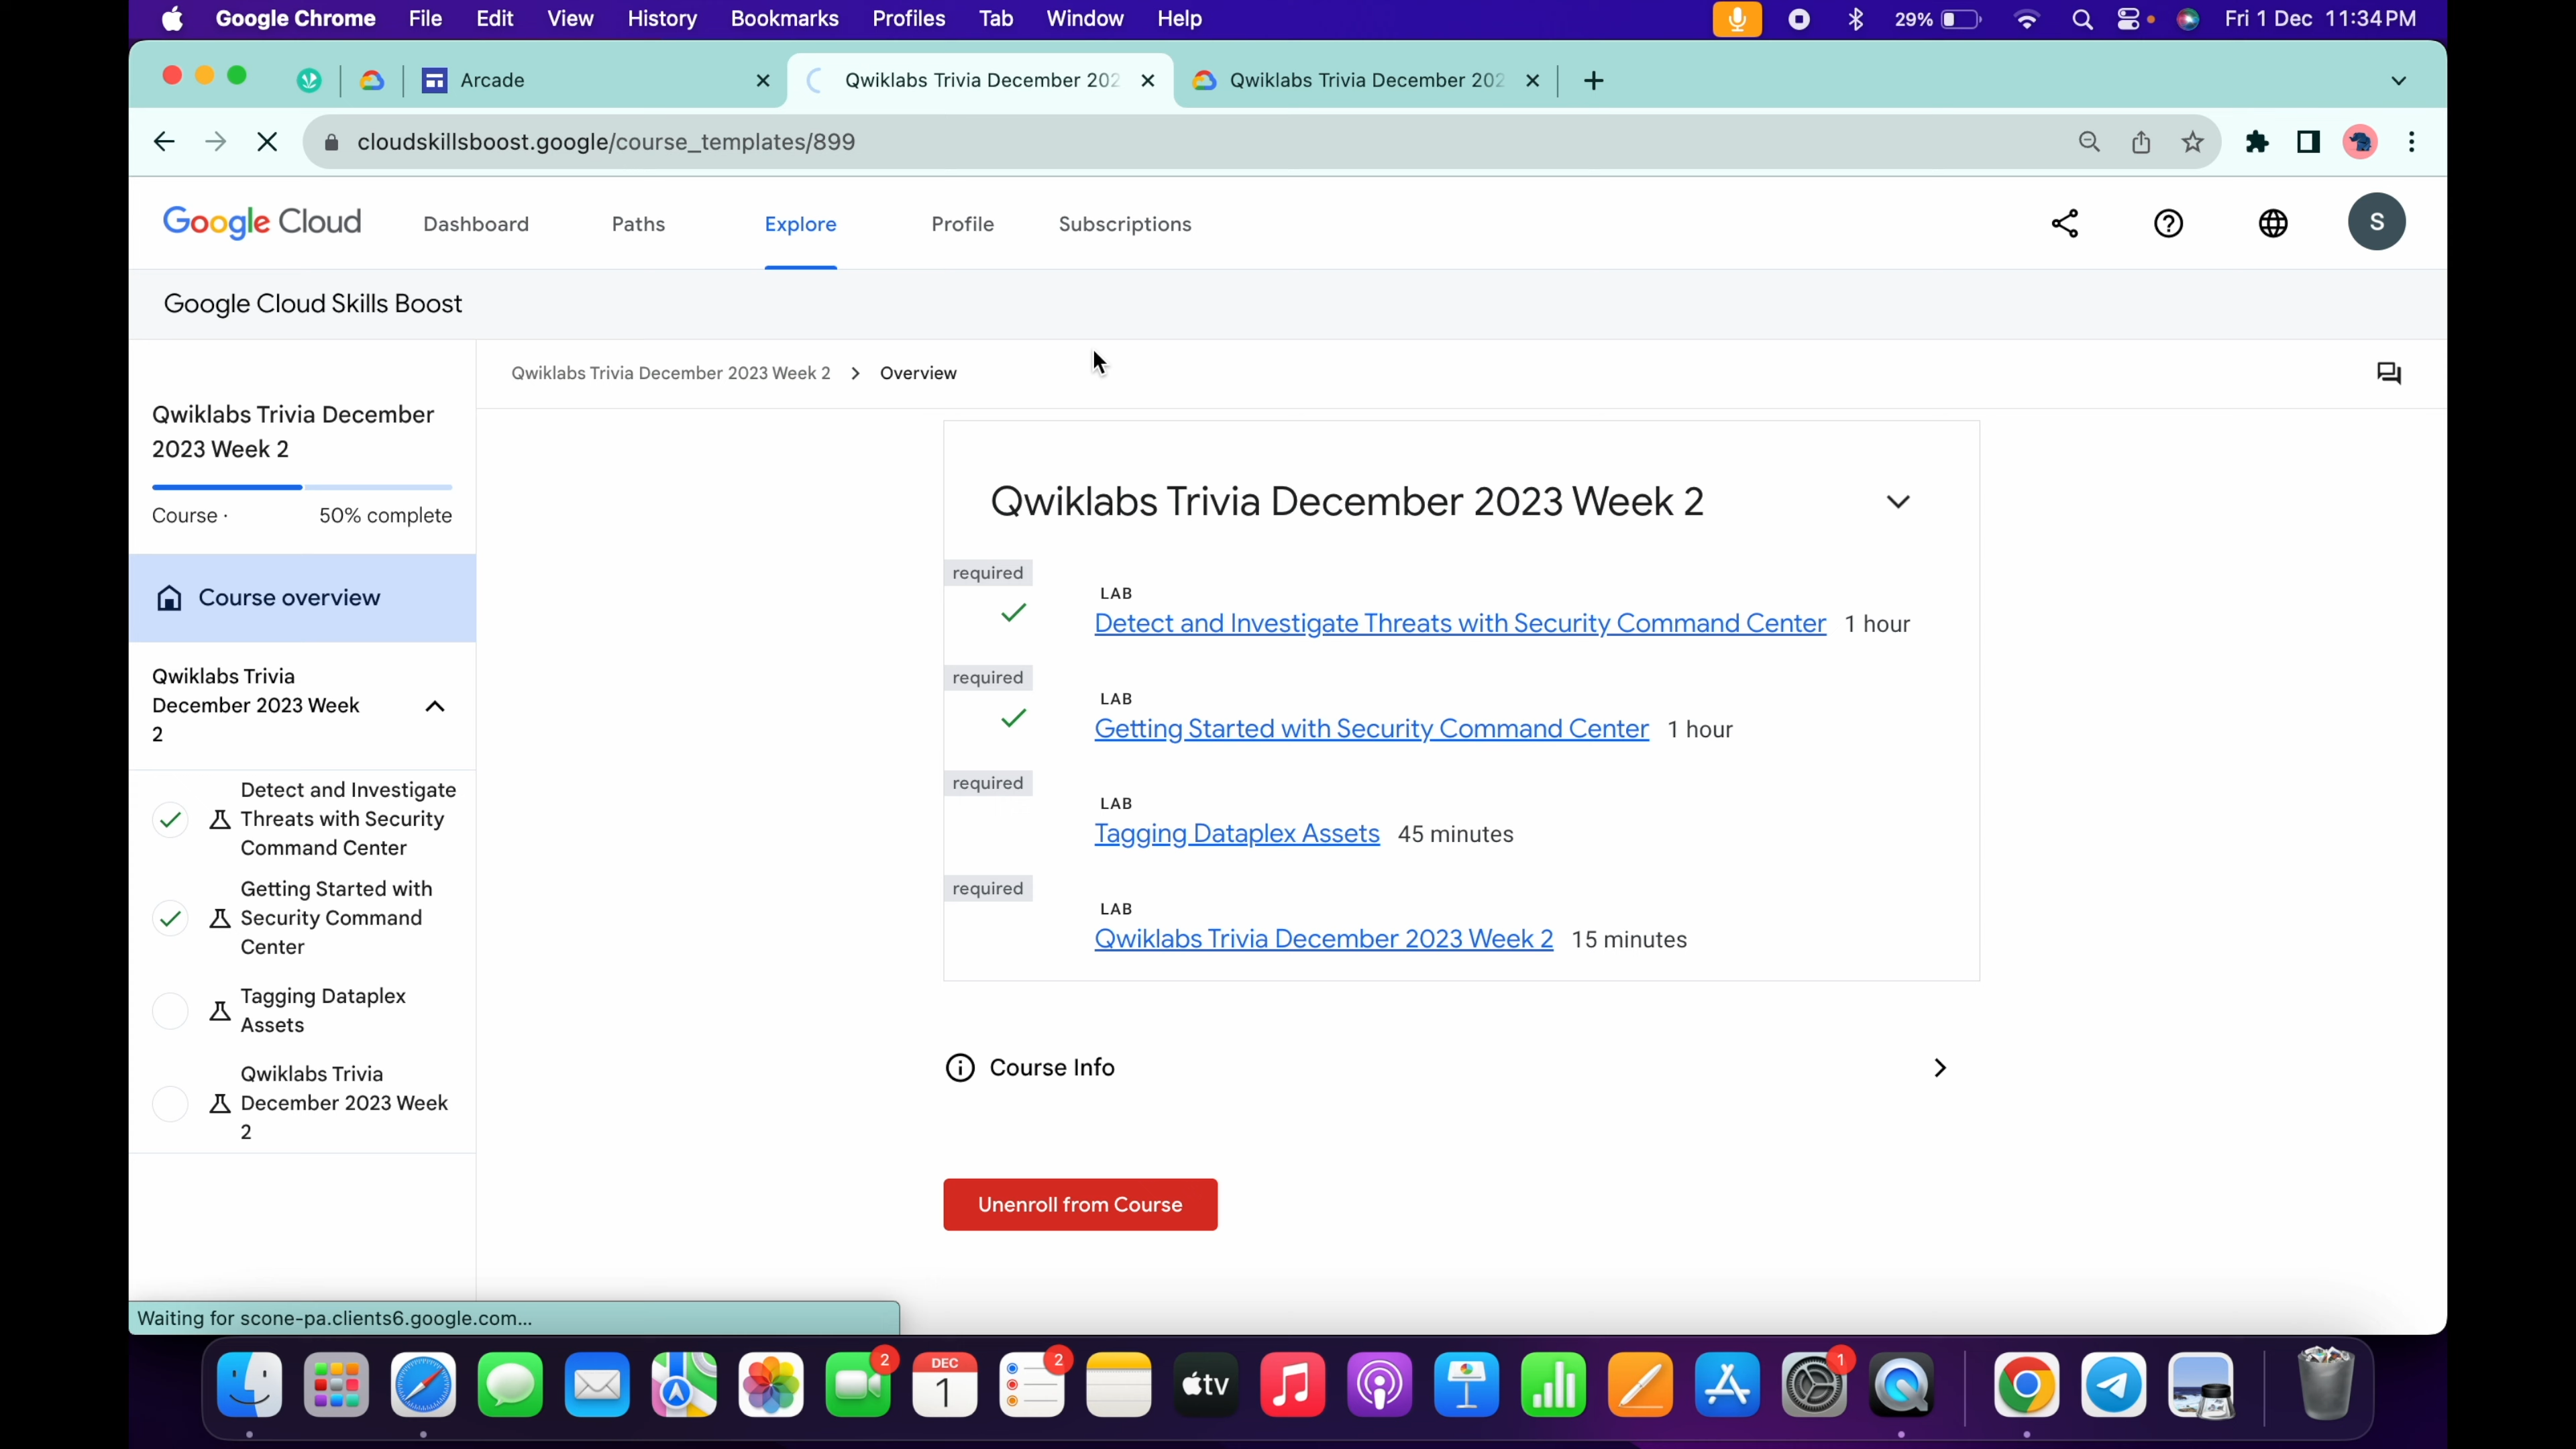 Google Chrome File Edit View History Bookmarks Profiles Tab Window Help 29% Fri 1 Dec 11:34 PM
Arcade
Qwiklabs Trivia December 202
Qwiklabs Trivia December 202
cloudskillsboost.google/course_templates/899
Google Cloud Dashboard Paths Explore Profile Subscriptions S
Google Cloud Skills Boost
Qwiklabs Trivia December 2023 Week 2 > Overview
Qwiklabs Trivia December
2023 Week 2
Course · 50% complete
Course overview
Qwiklabs Trivia
December 2023 Week
2
Detect and Investigate
Threats with Security
Command Center
Getting Started with
Security Command
Center
Tagging Dataplex
Assets
Qwiklabs Trivia
December 2023 Week
2
Qwiklabs Trivia December 2023 Week 2
required
LAB
Detect and Investigate Threats with Security Command Center 1 hour
required
LAB
Getting Started with Security Command Center 1 hour
required
LAB
Tagging Dataplex Assets 45 minutes
required
LAB
Qwiklabs Trivia December 2023 Week 2 15 minutes
Course Info
Unenroll from Course
Waiting for scone-pa.clients6.google.com...
2
DEC
1
2
tv
1